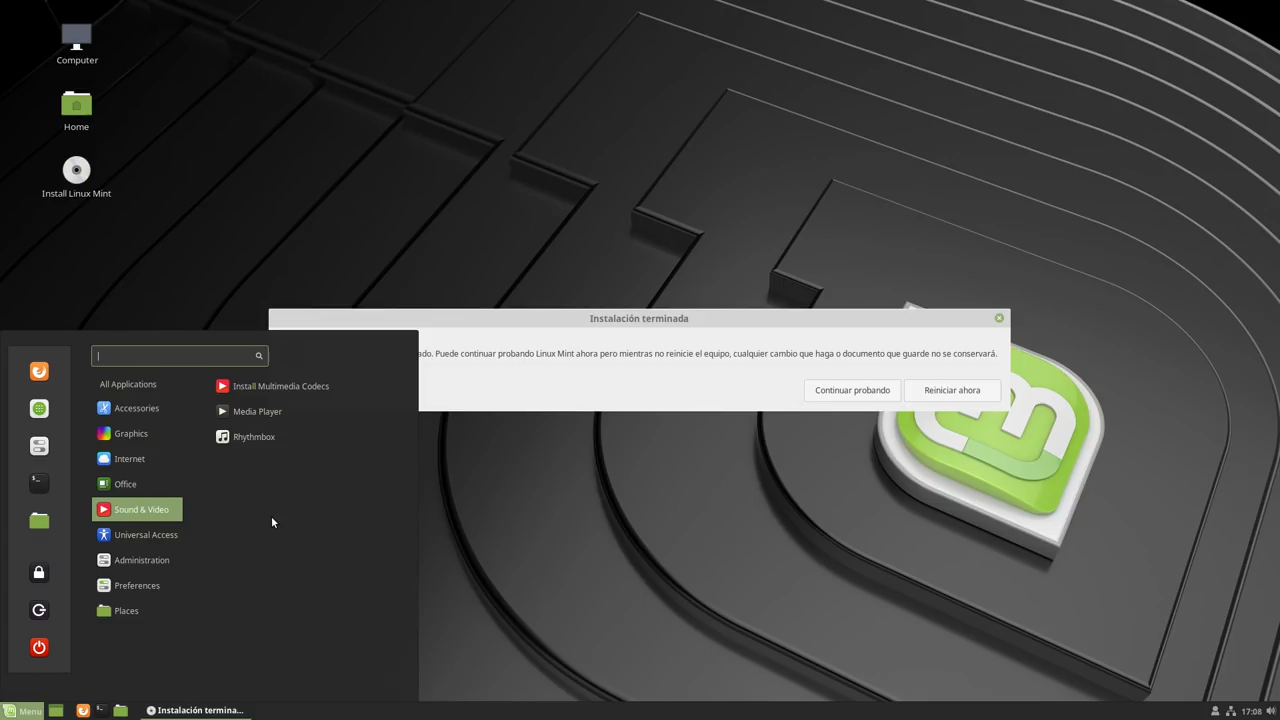 Computer
Home
Install Linux Mint
Instalación terminada
ado. Puede continuar probando Linux Mint ahora pero mientras no reinicie el equipo, cualquier cambio que haga o documento que guarde no se conservará.
Continuar probando
Reiniciar ahora
All Applications
Accessories
Graphics
Internet
Office
Sound & Video
Universal Access
Administration
Preferences
Places
Install Multimedia Codecs
Media Player
Rhythmbox
Menu
Instalación termina...
17:08